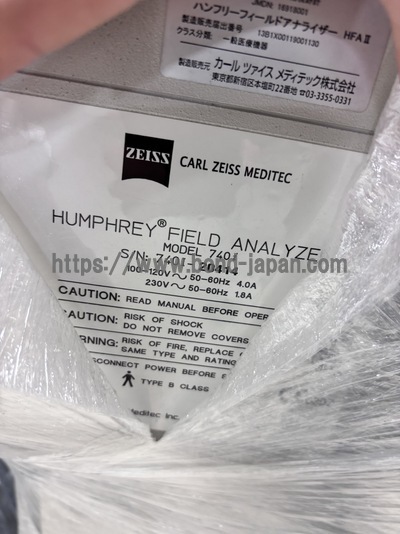 JMDN: 16918001
ハンフリーフィールドアナライザー HFAⅡ
製造販売届出番号 : 13B1X00119001130
クラス分類: 一般医療機器
製造販売元 カール ツァイス メディテック株式会社
東京都新宿区本塩町22番地 ☎03-3355-0331
ZEISS
CARL ZEISS MEDITEC
HUMPHREY® FIELD ANALYZE
MODEL 740i
S/N: 740i- 20414
https://www.bond-japan.com/
100-120V～ 50-60Hz 4.0A
230V～ 50-60Hz 1.8A
CAUTION: READ MANUAL BEFORE OPER
CAUTION: RISK OF SHOCK
DO NOT REMOVE COVERS
WARNING: RISK OF FIRE, REPLACE
SAME TYPE AND RATING
DISCONNECT POWER BEFORE
TYPE B CLASS
Meditec Inc.